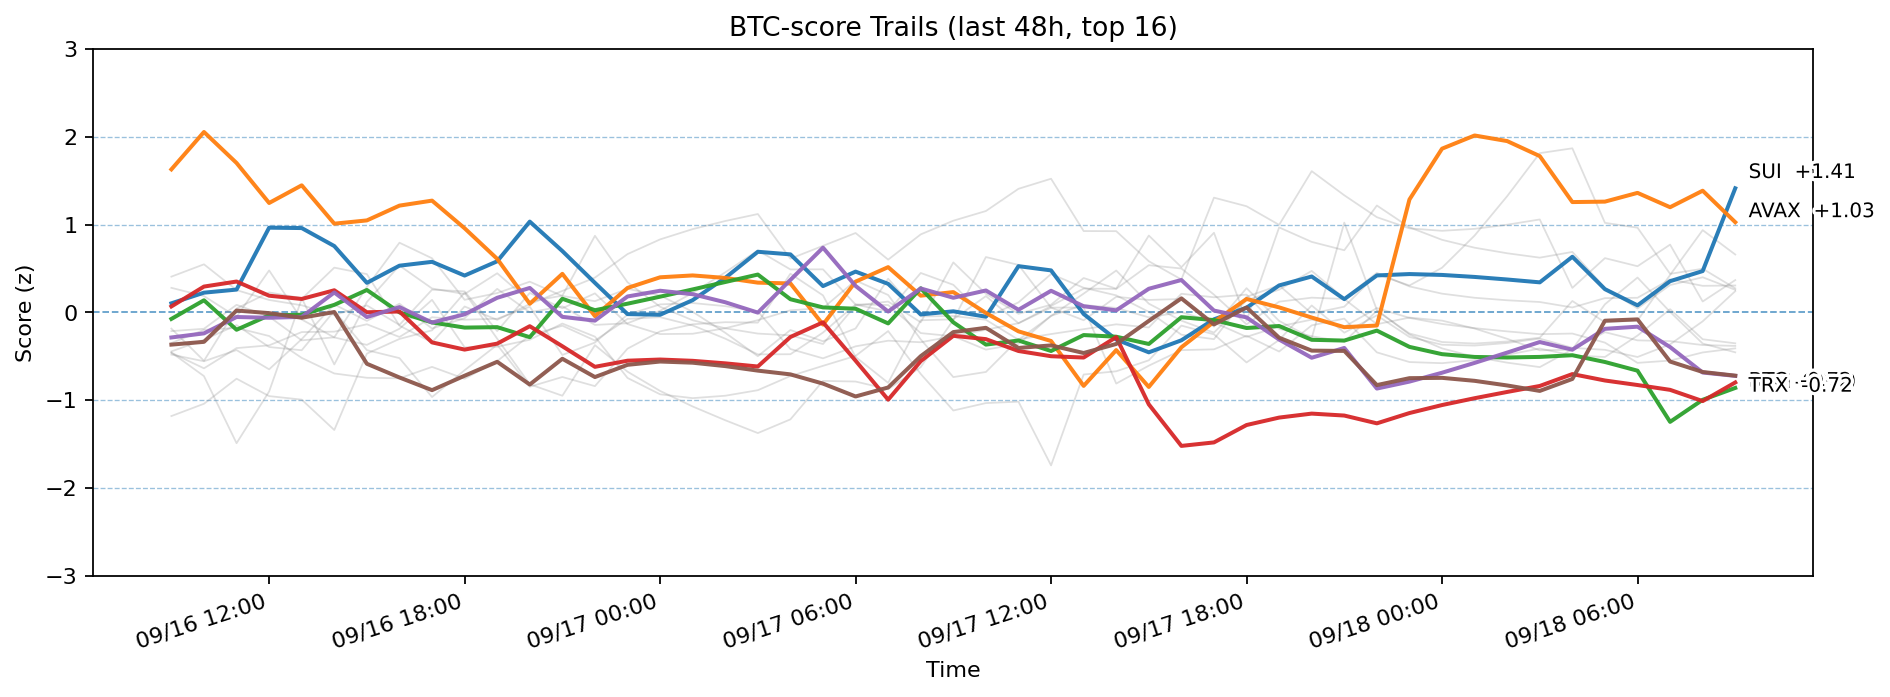 BTC-score Trails (last 48h, top 16)
Score (z)
3
2
1
0
−1
−2
−3
SUI +1.41
AVAX +1.03
TRX -0.72
09/16 12:00
09/16 18:00
09/17 00:00
09/17 06:00
09/17 12:00
09/17 18:00
09/18 00:00
09/18 06:00
Time